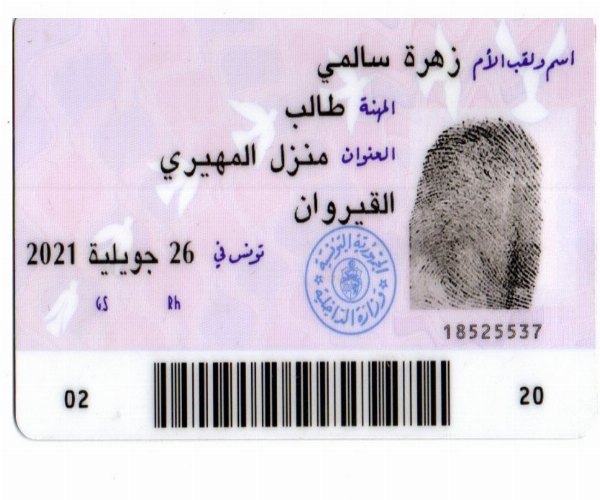 اسم ولقب الأم زهرة سالمي
المهنة طالب
العنوان منزل المهيري
القيروان
تونس في 26 جويلية 2021
GS Rh
الجمهورية التونسية
وزارة الداخلية
18525537
02 20